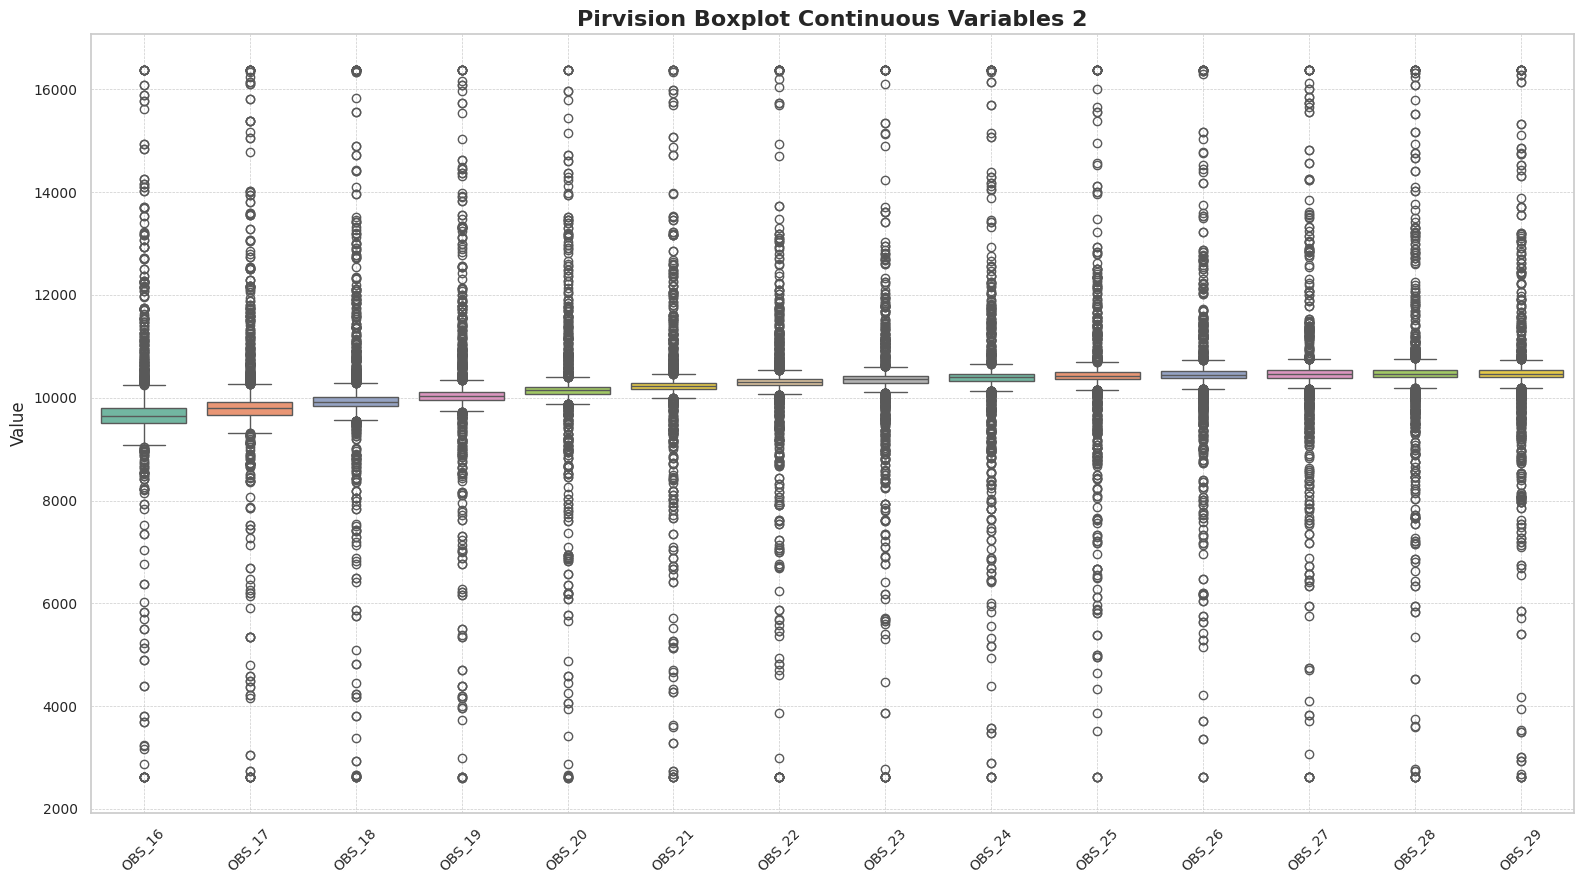 Pirvision Boxplot Continuous Variables 2
Value
16000
14000
12000
10000
8000
6000
4000
2000
OBS_16
OBS_17
OBS_18
OBS_19
OBS_20
OBS_21
OBS_22
OBS_23
OBS_24
OBS_25
OBS_26
OBS_27
OBS_28
OBS_29